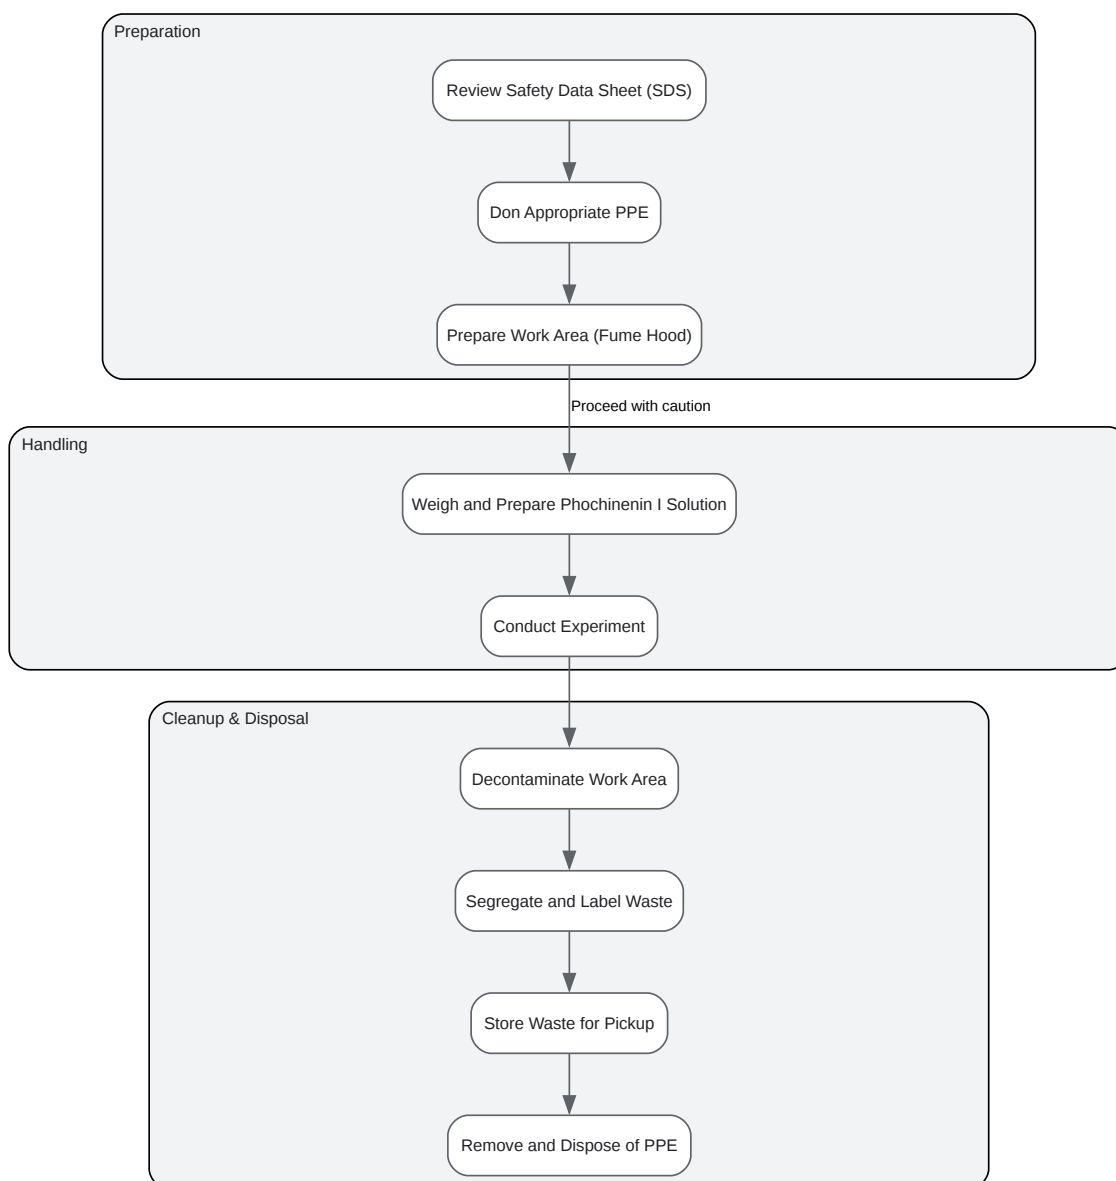 Preparation
Review Safety Data Sheet (SDS)
Don Appropriate PPE
Prepare Work Area (Fume Hood)
Proceed with caution
Handling
Weigh and Prepare Phochinenin I Solution
Conduct Experiment
Cleanup & Disposal
Decontaminate Work Area
Segregate and Label Waste
Store Waste for Pickup
Remove and Dispose of PPE